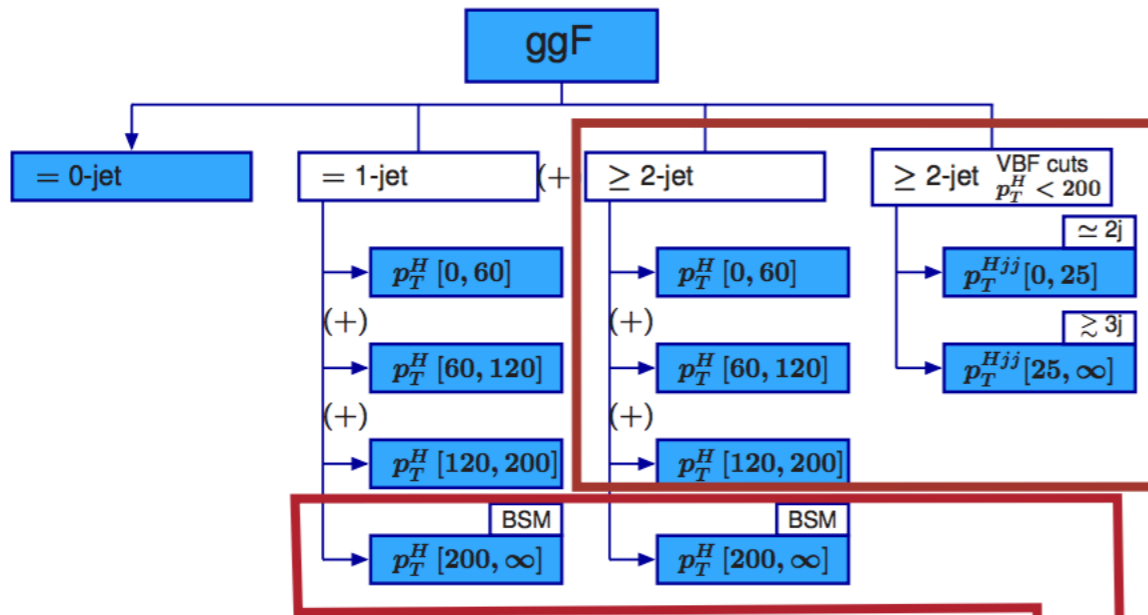 ggF
= 0-jet
= 1-jet
(+
≥ 2-jet
≥ 2-jet VBF cuts
p_T^H < 200
p_T^H [0, 60]
(+)
p_T^H [60, 120]
(+)
p_T^H [120, 200]
BSM
p_T^H [200, ∞]
p_T^H [0, 60]
(+)
p_T^H [60, 120]
(+)
p_T^H [120, 200]
BSM
p_T^H [200, ∞]
≃ 2j
p_T^{Hjj} [0, 25]
≳ 3j
p_T^{Hjj} [25, ∞]